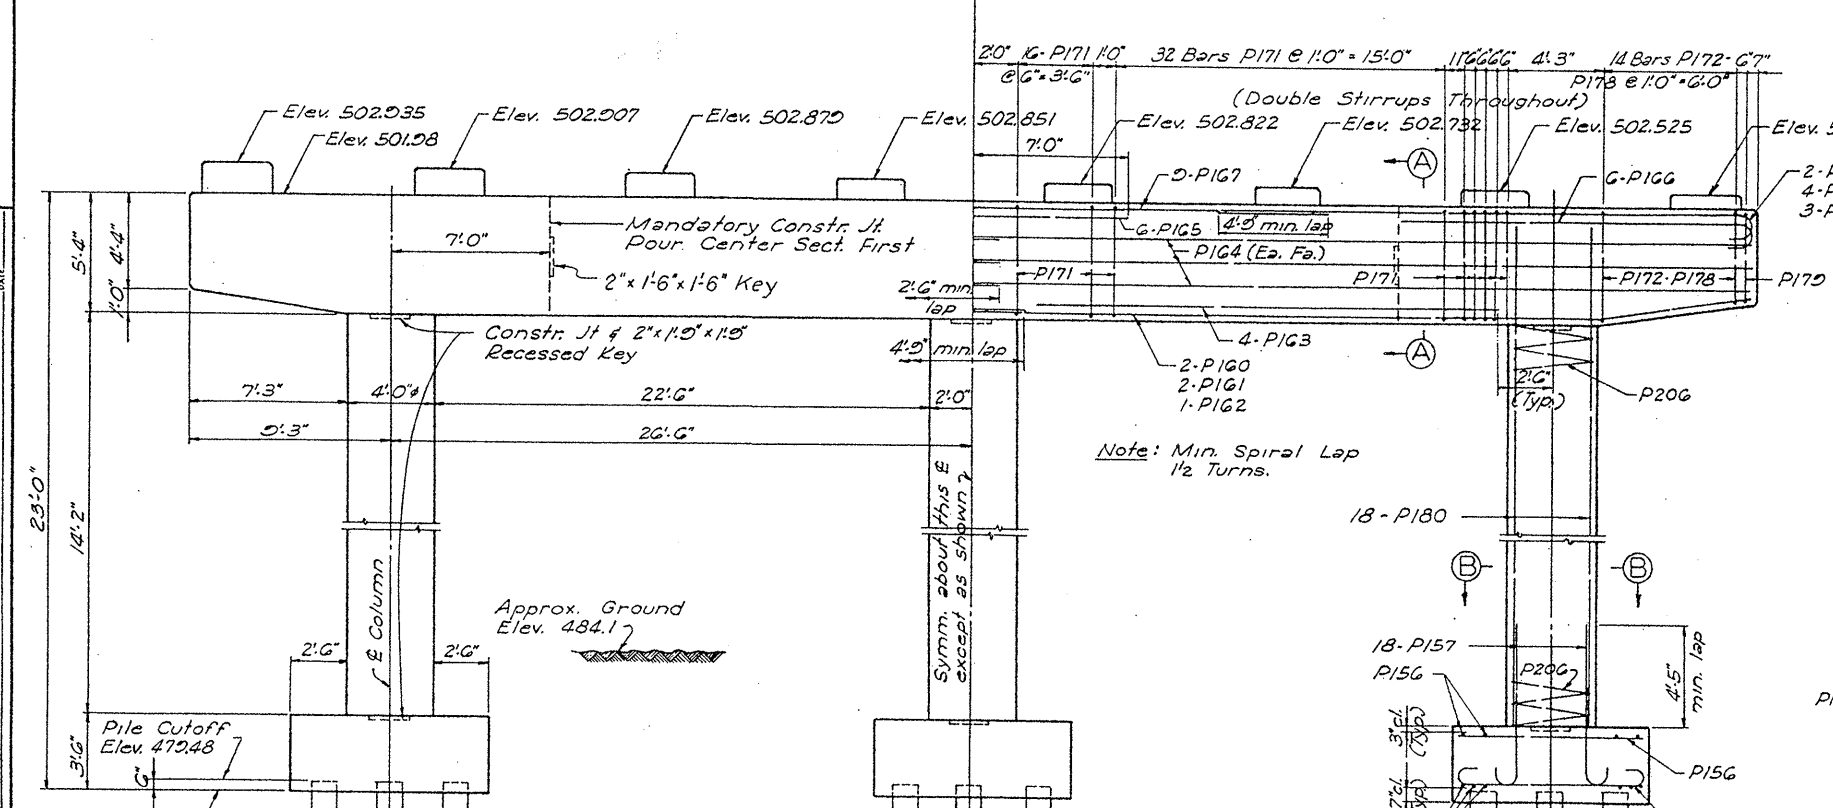 2'0" 16-P171 1'0" 32 Bars P171 @ 1'0" = 15'0" 4'-3" 14 Bars P172-
@ 6" = 3'6" P178 @ 1'0" = 6'0"
(Double Stirrups Throughout)
Elev. 502.935
Elev. 501.98
Elev. 502.907
Elev. 502.879
Elev. 502.851
Elev. 502.822
Elev. 502.732
Elev. 502.525
Elev.
7'0"
A
9-P167
6-P166
6-P165
4'-9" min. lap
P164 (Ea. Fa.)
P171
P171
P172-P178
P179
Mandatory Constr. Jt.
Pour Center Sect. First
7'0"
2" x 1'-6" x 1'-6" Key
2'-6" min.
lap
5'-4"
4'-4"
1'0"
Constr. Jt & 2" x 1'-9" x 1'-9"
Recessed Key
4'-9" min. lap
4-P163
A
2-P160
2-P161
1-P162
2'-6"
(Typ.)
P206
7'-3"
4'-0"ø
22'-6"
2'-0"
9'-3"
26'-6"
Note: Min. Spiral Lap
1½ Turns.
23'-0"
14'-2"
Symm. about this ℄
except as shown
18-P180
B
B
℄ Column
Approx. Ground
Elev. 484.1
2'-6"
2'-6"
18-P157
P156
P206
4'-5"
min. lap
Pile Cutoff
Elev. 479.48
3'-6"
6"
3" cl.
(Typ.)
P156